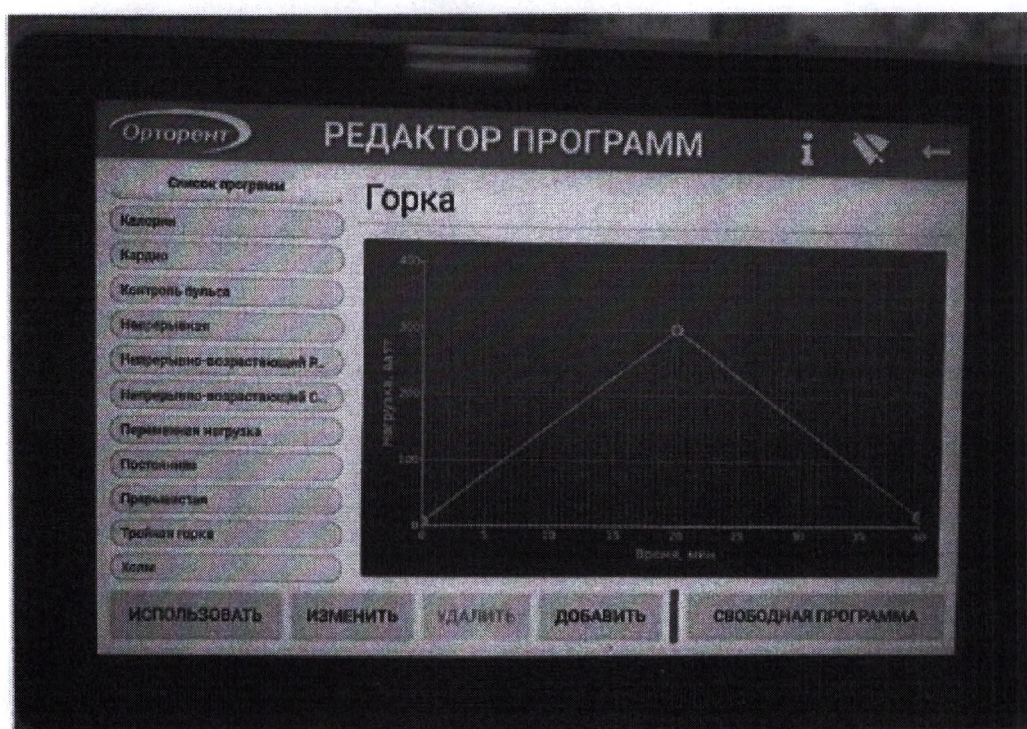 Орторент
РЕДАКТОР ПРОГРАММ
i
Список программ
Калории
Кардио
Контроль пульса
Непрерывная
Непрерывно-возрастающий Р...
Непрерывно-возрастающий С...
Переменная нагрузка
Постоянная
Прерывистая
Тройная горка
Холм
Горка
400
300
200
100
0
Нагрузка, ватт
0 5 10 15 20 25 30 35 40
Время, мин
ИСПОЛЬЗОВАТЬ ИЗМЕНИТЬ УДАЛИТЬ ДОБАВИТЬ СВОБОДНАЯ ПРОГРАММА